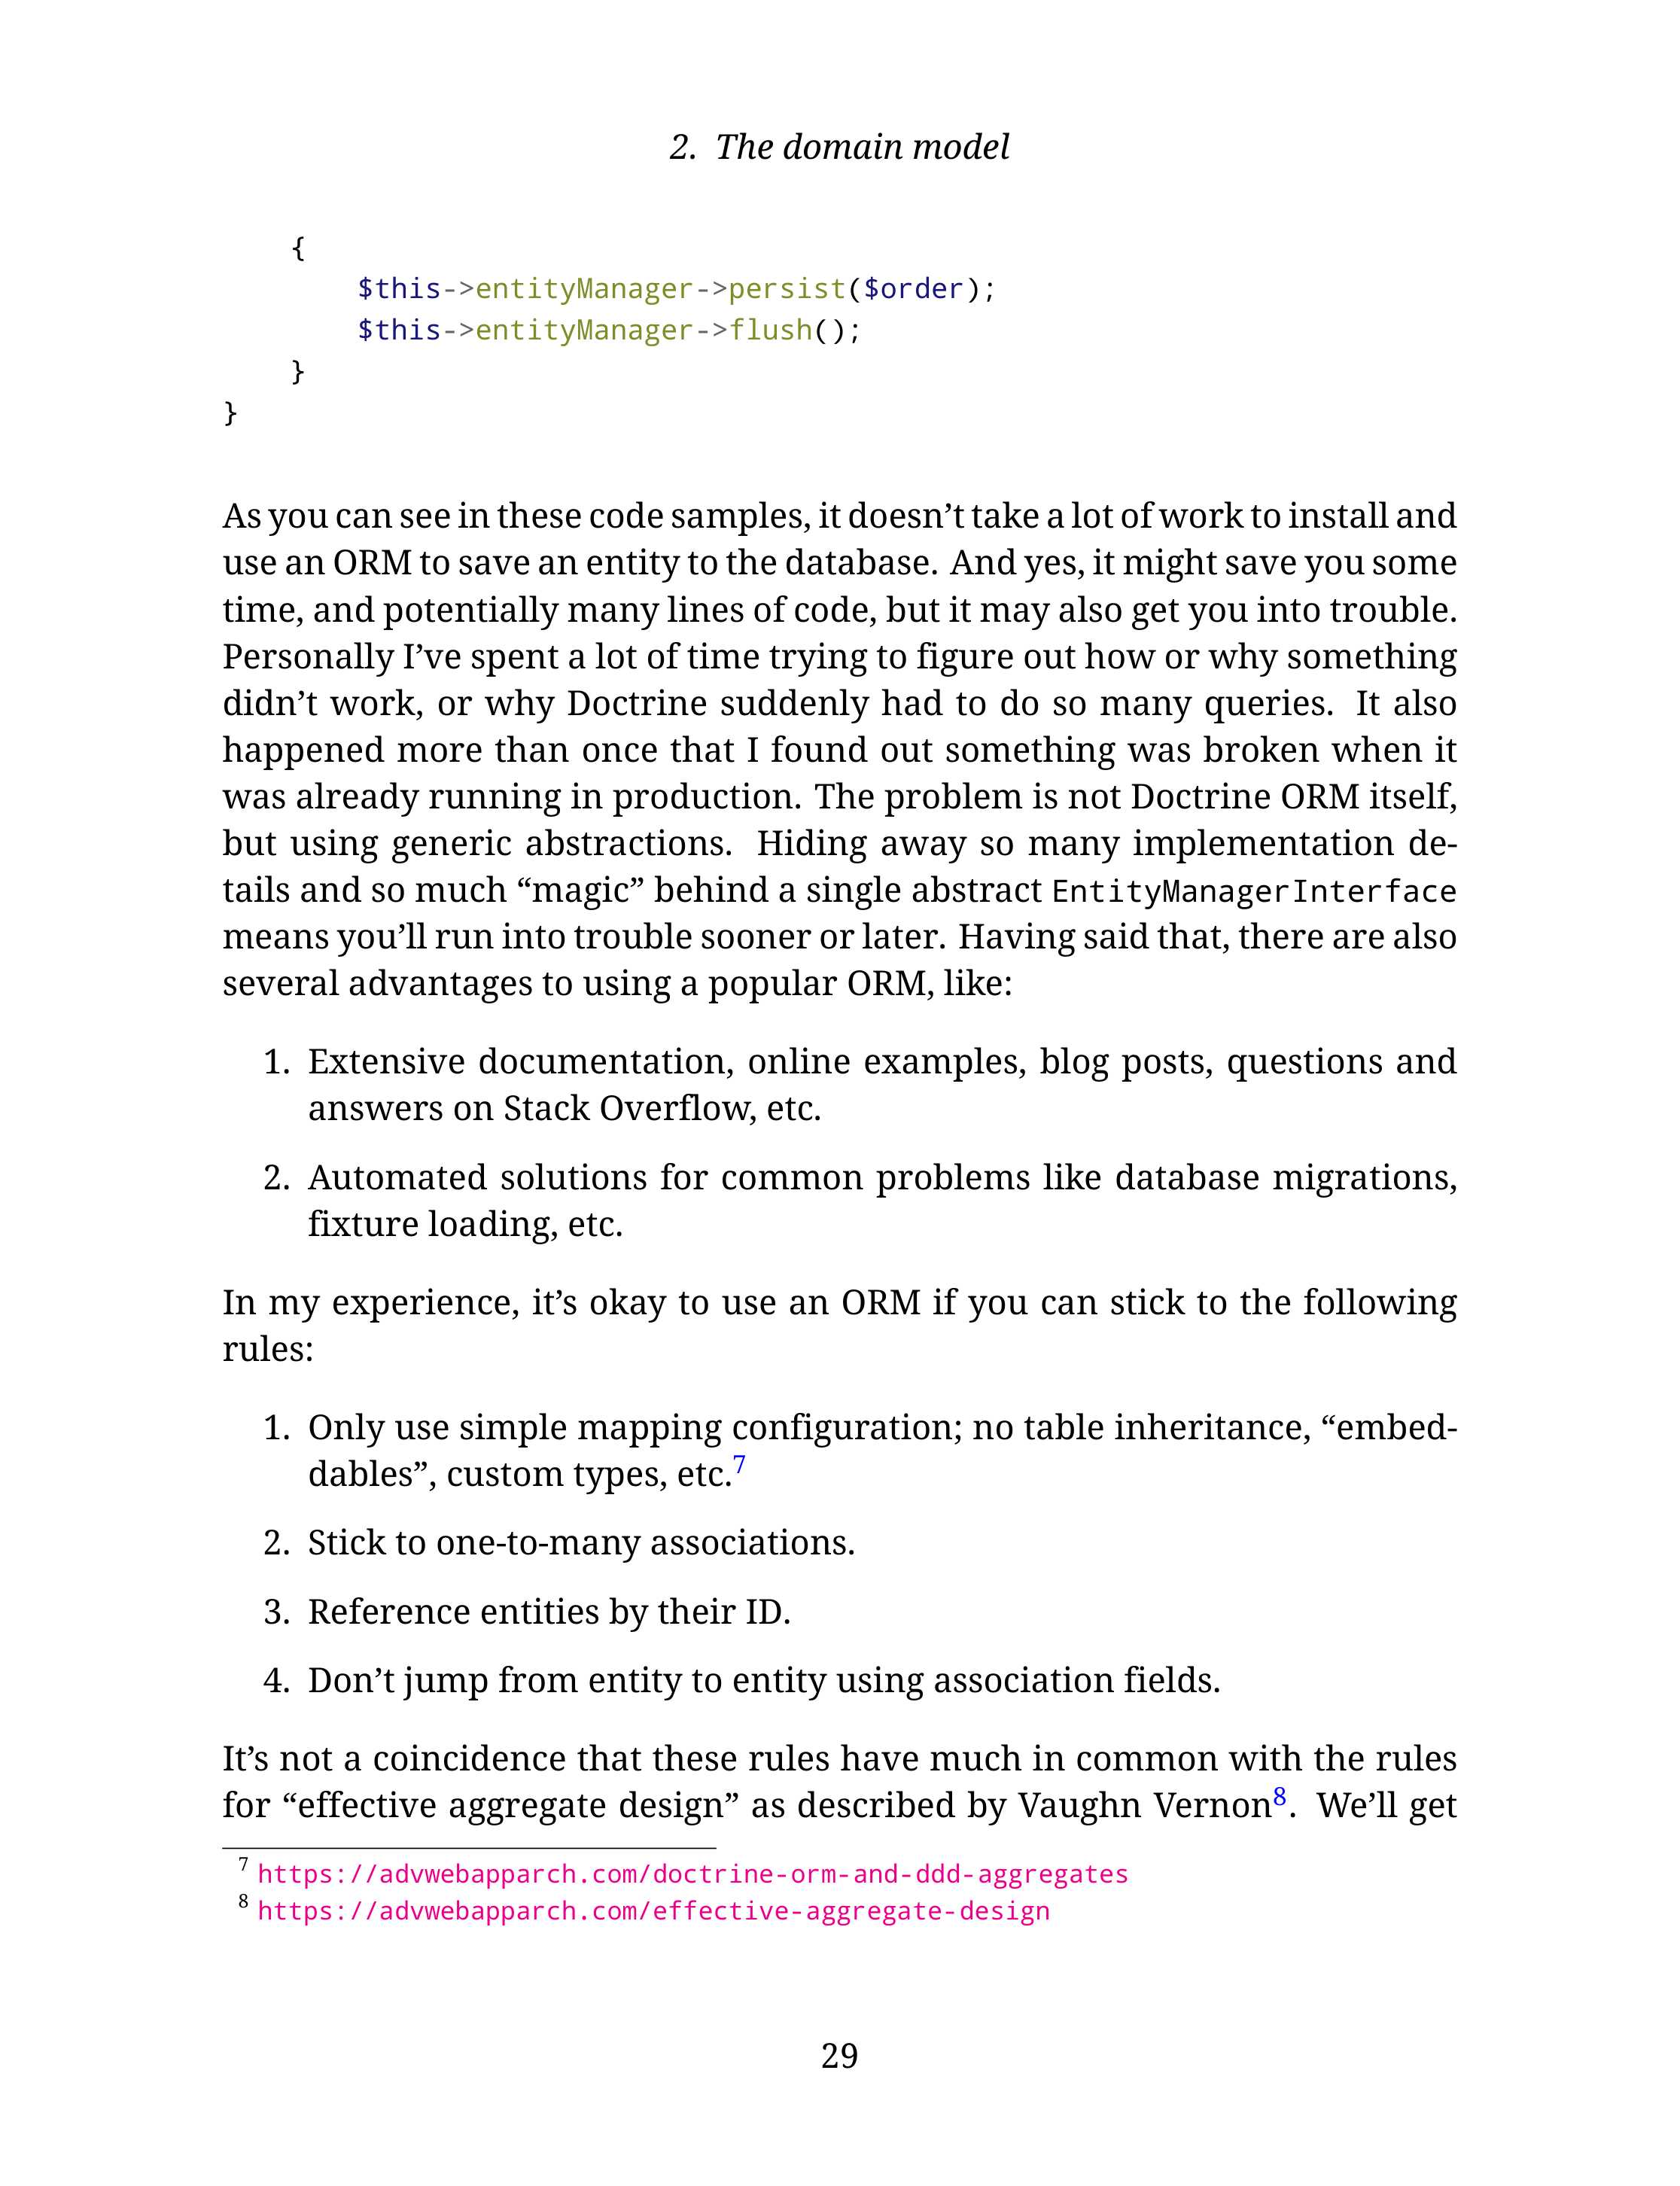 2. The domain model
{
$this->entityManager->persist($order);
$this->entityManager->flush();
}
}
As you can see in these code samples, it doesn’t take a lot of work to install and
use an ORM to save an entity to the database. And yes, it might save you some
time, and potentially many lines of code, but it may also get you into trouble.
Personally I’ve spent a lot of time trying to figure out how or why something
didn’t work, or why Doctrine suddenly had to do so many queries. It also
happened more than once that I found out something was broken when it
was already running in production. The problem is not Doctrine ORM itself,
but using generic abstractions. Hiding away so many implementation de-
tails and so much “magic” behind a single abstract EntityManagerInterface
means you’ll run into trouble sooner or later. Having said that, there are also
several advantages to using a popular ORM, like:
1. Extensive documentation, online examples, blog posts, questions and
answers on Stack Overflow, etc.
2. Automated solutions for common problems like database migrations,
fixture loading, etc.
In my experience, it’s okay to use an ORM if you can stick to the following
rules:
1. Only use simple mapping configuration; no table inheritance, “embed-
dables”, custom types, etc.7
2. Stick to one-to-many associations.
3. Reference entities by their ID.
4. Don’t jump from entity to entity using association fields.
It’s not a coincidence that these rules have much in common with the rules
for “effective aggregate design” as described by Vaughn Vernon8. We’ll get
7 https://advwebapparch.com/doctrine-orm-and-ddd-aggregates
8 https://advwebapparch.com/effective-aggregate-design
29